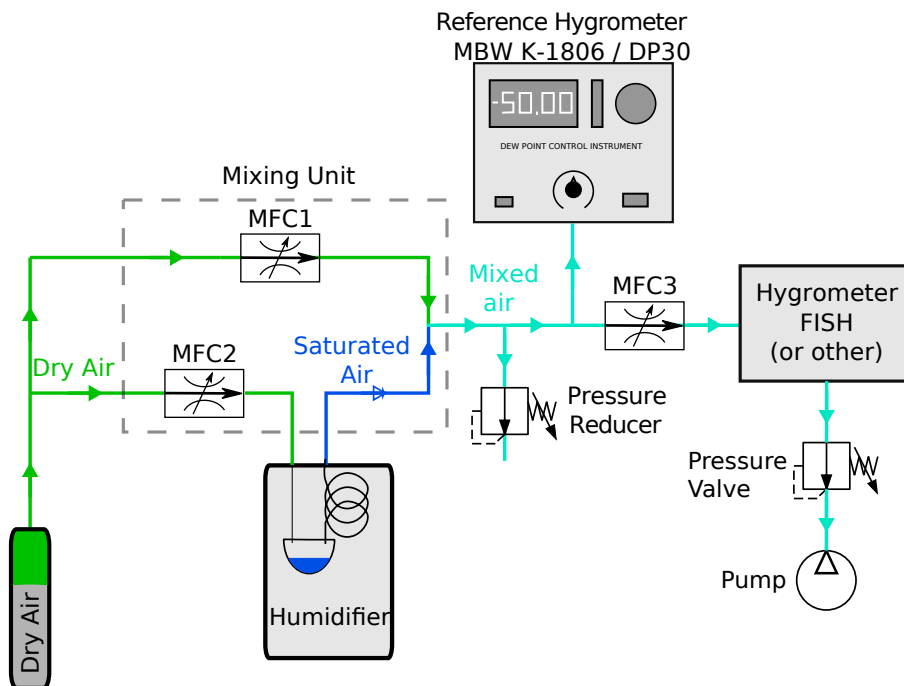 Reference Hygrometer
MBW K-1806 / DP30
-50.00
DEW POINT CONTROL INSTRUMENT
Mixing Unit
MFC1
Mixed
air
MFC3
Hygrometer
FISH
(or other)
Dry Air
MFC2
Saturated
Air
Pressure
Reducer
Pressure
Valve
Humidifier
Pump
Dry Air